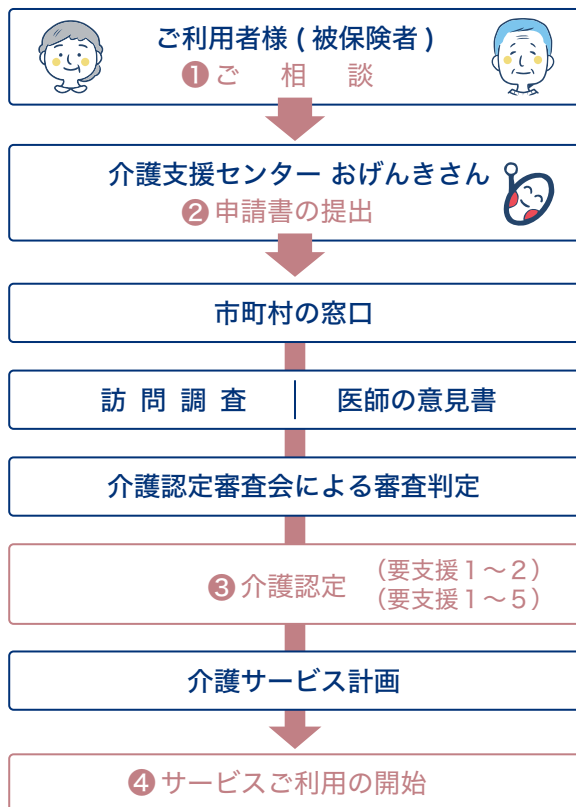 ご利用者様(被保険者)
❶ご相談
介護支援センター おげんきさん
❷申請書の提出
市町村の窓口
訪問調査 医師の意見書
介護認定審査会による審査判定
❸介護認定 (要支援1〜2)
(要支援1〜5)
介護サービス計画
❹サービスご利用の開始